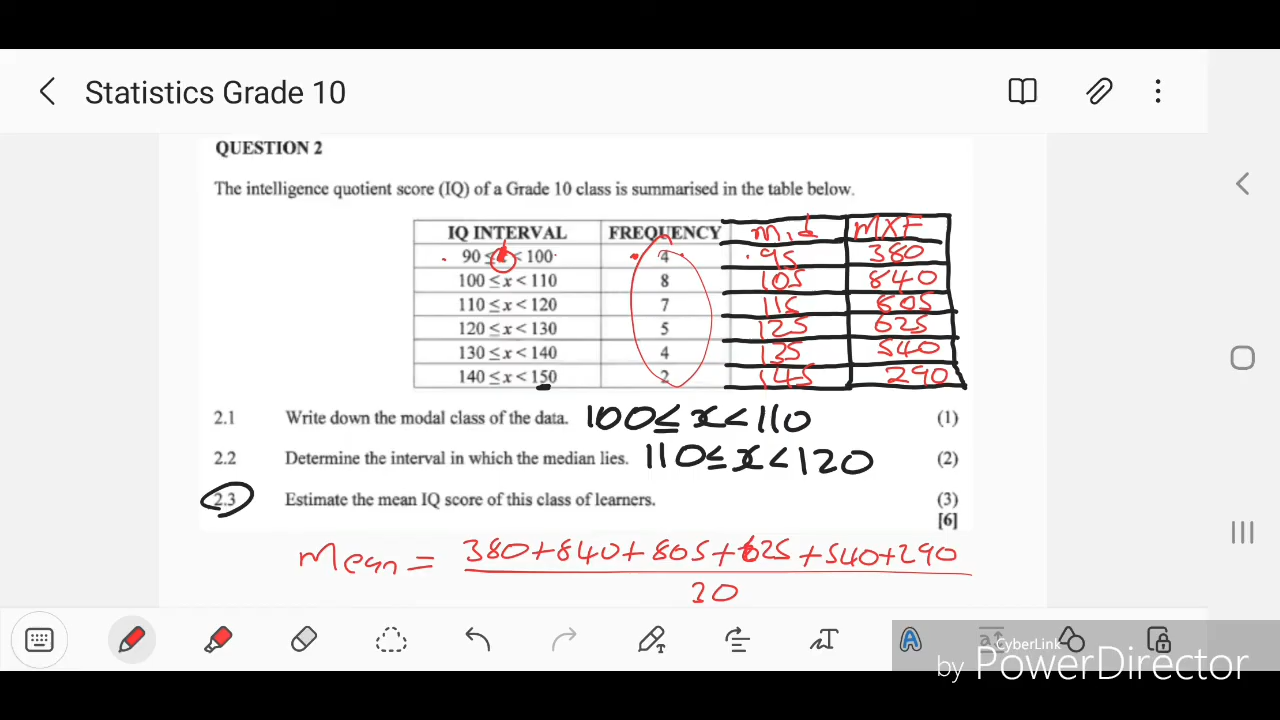 Statistics Grade 10
QUESTION 2
The intelligence quotient score (IQ) of a Grade 10 class is summarised in the table below.
IQ INTERVAL FREQUENCY Mid MXF
90 ≤ < 100 4 95 380
100 ≤ x < 110 8 105 840
110 ≤ x < 120 7 115 805
120 ≤ x < 130 5 125 625
130 ≤ x < 140 4 135 540
140 ≤ x < 150 2 145 290
2.1 Write down the modal class of the data. 100 ≤ x < 110 (1)
2.2 Determine the interval in which the median lies. 110 ≤ x < 120 (2)
2.3 Estimate the mean IQ score of this class of learners. (3)
[6]
Mean = 380+840+805+625+540+290
30
CyberLink
by PowerDirector